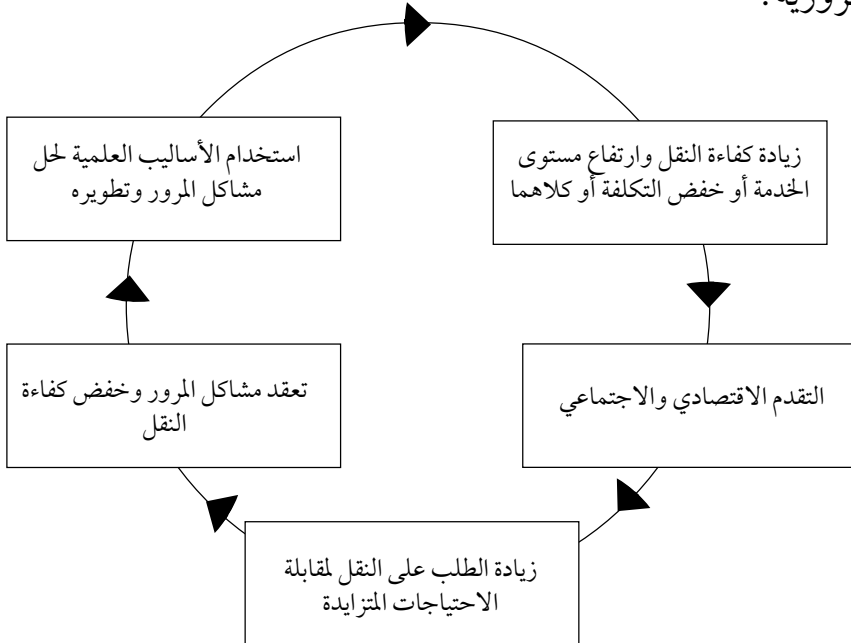 استخدام الأساليب العلمية لحل
مشاكل المرور وتطويره
زيادة كفاءة النقل وارتفاع مستوى
الخدمة أو خفض التكلفة أو كلاهما
التقدم الاقتصادي والاجتماعي
زيادة الطلب على النقل لمقابلة
الاحتياجات المتزايدة
تعقد مشاكل المرور وخفض كفاءة
النقل